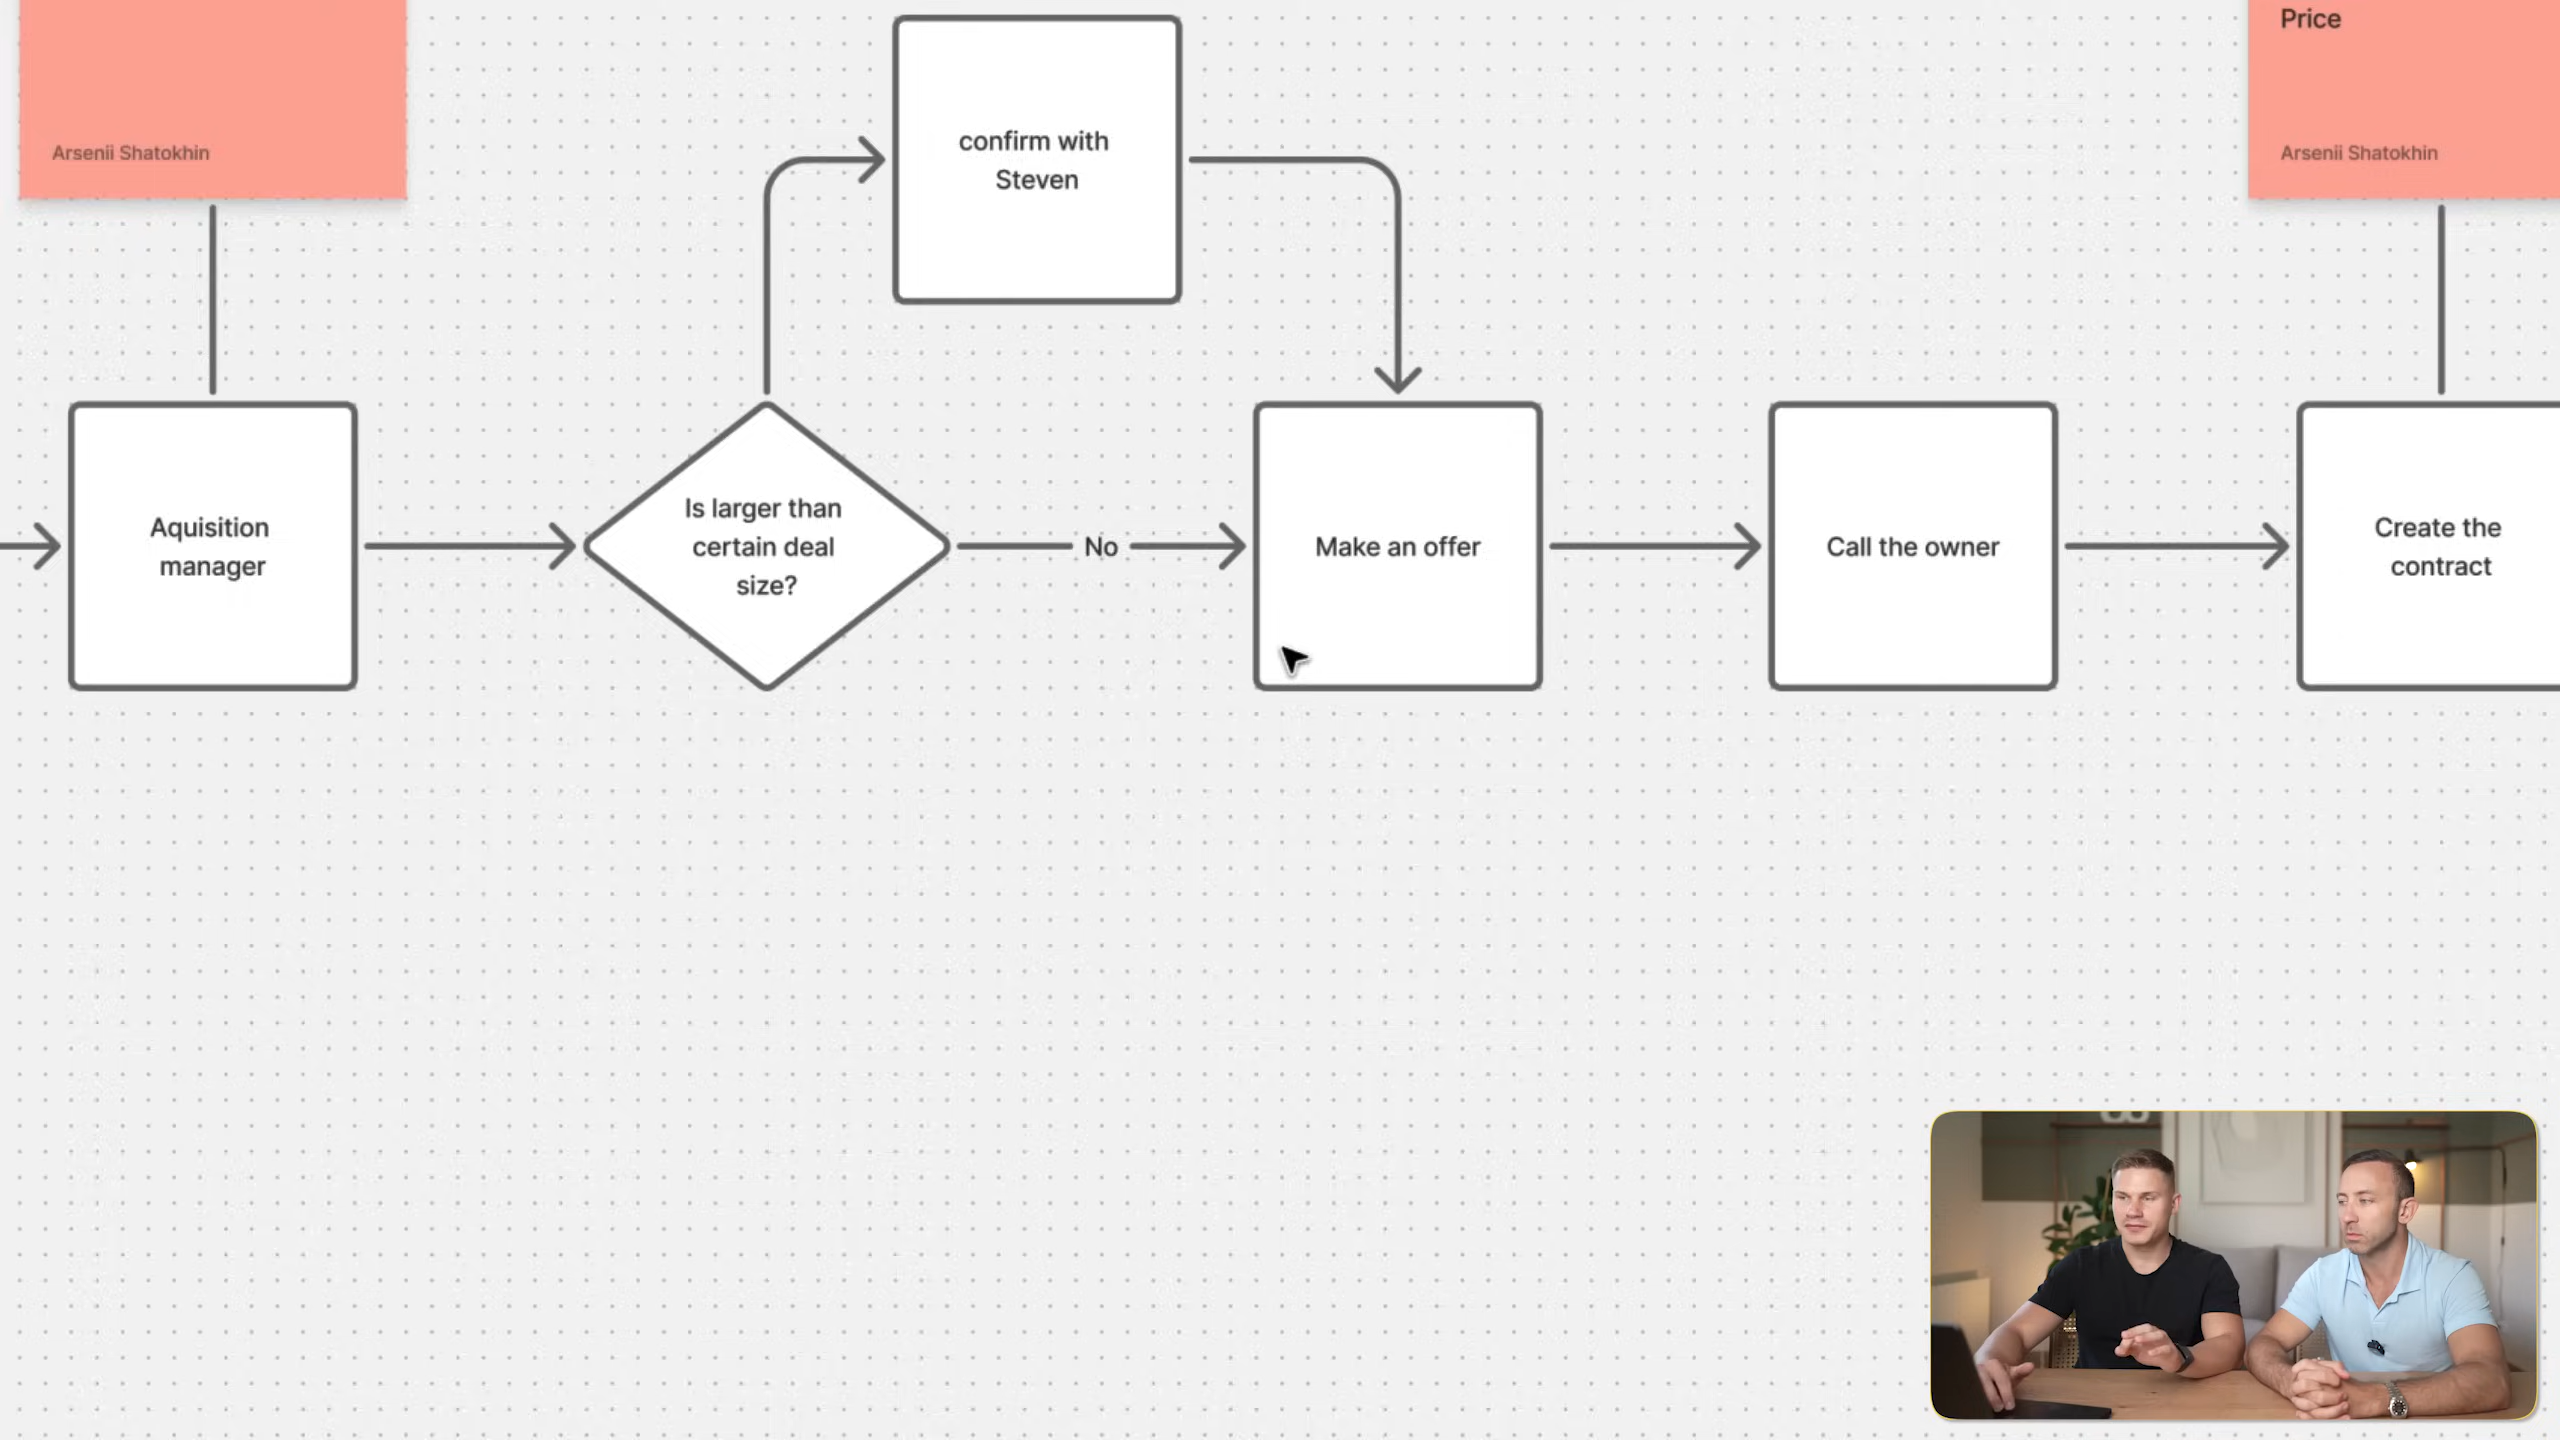 Price
Arsenii Shatokhin
Arsenii Shatokhin
confirm with
Steven
Aquisition
manager
Is larger than
certain deal
size?
No
Make an offer
Call the owner
Create the
contract